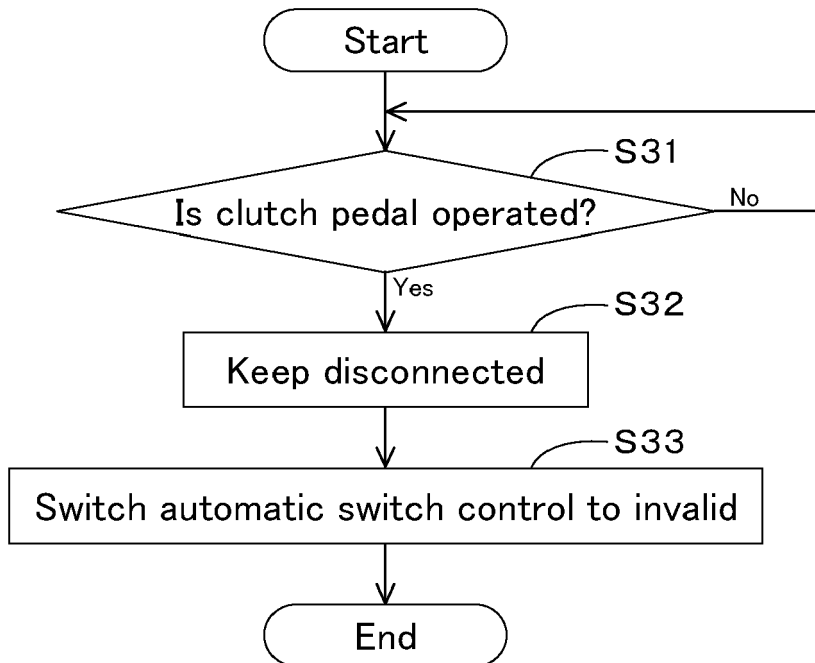 Start
S31
Is clutch pedal operated?
No
Yes
S32
Keep disconnected
S33
Switch automatic switch control to invalid
End